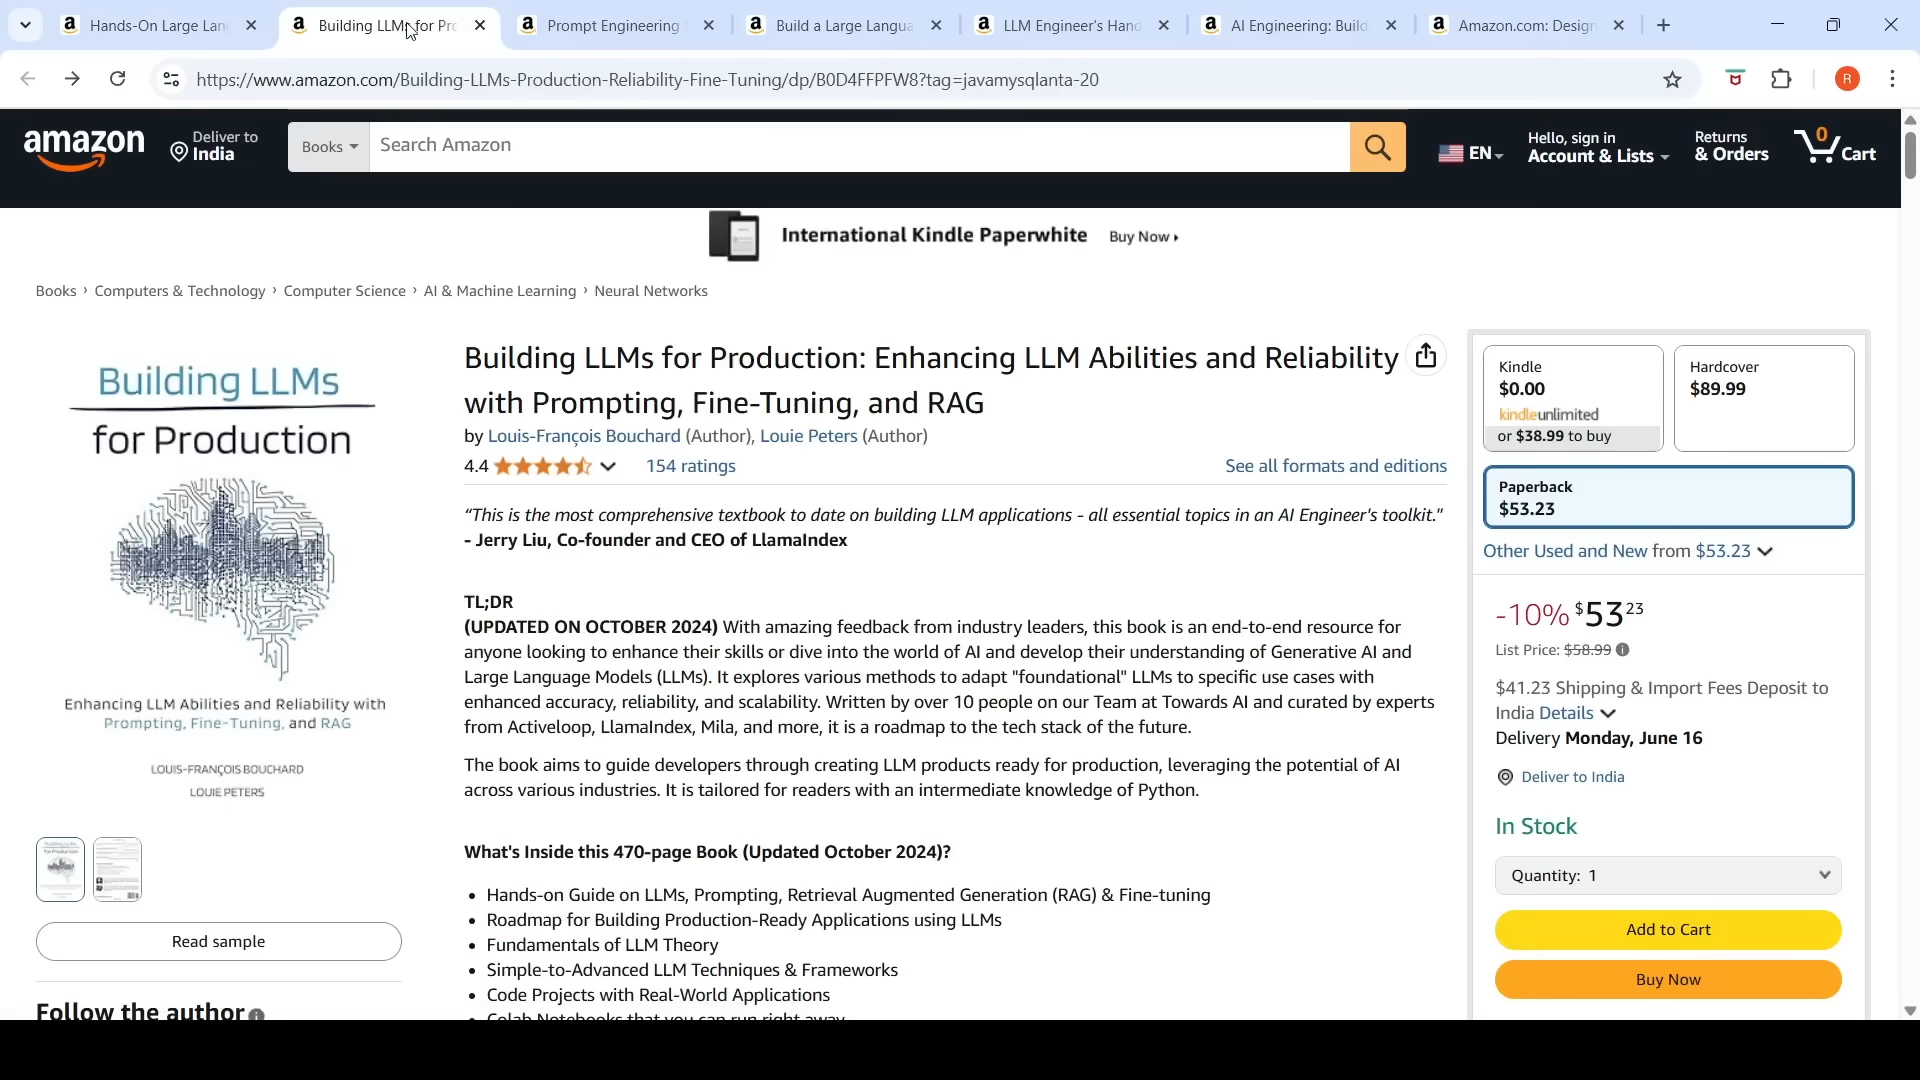 Hands-On Large Lan
Building LLMs for Pro
Prompt Engineering
Build a Large Langua
LLM Engineer's Hand
AI Engineering: Build
Amazon.com: Design
https://www.amazon.com/Building-LLMs-Production-Reliability-Fine-Tuning/dp/B0D4FFPFW8?tag=javamysqlanta-20
R
amazon
Deliver to
India
Books
Search Amazon
EN
Hello, sign in
Account & Lists
Returns
& Orders
0
Cart
International Kindle Paperwhite Buy Now
Books › Computers & Technology › Computer Science › AI & Machine Learning › Neural Networks
Building LLMs
for Production
Enhancing LLM Abilities and Reliability with
Prompting, Fine-Tuning, and RAG
LOUIS-FRANÇOIS BOUCHARD
LOUIE PETERS
Read sample
Follow the author
Building LLMs for Production: Enhancing LLM Abilities and Reliability
with Prompting, Fine-Tuning, and RAG
by Louis-François Bouchard (Author), Louie Peters (Author)
4.4 154 ratings
See all formats and editions
“This is the most comprehensive textbook to date on building LLM applications - all essential topics in an AI Engineer's toolkit."
- Jerry Liu, Co-founder and CEO of LlamaIndex
TL;DR
(UPDATED ON OCTOBER 2024) With amazing feedback from industry leaders, this book is an end-to-end resource for
anyone looking to enhance their skills or dive into the world of AI and develop their understanding of Generative AI and
Large Language Models (LLMs). It explores various methods to adapt "foundational" LLMs to specific use cases with
enhanced accuracy, reliability, and scalability. Written by over 10 people on our Team at Towards AI and curated by experts
from Activeloop, LlamaIndex, Mila, and more, it is a roadmap to the tech stack of the future.
The book aims to guide developers through creating LLM products ready for production, leveraging the potential of AI
across various industries. It is tailored for readers with an intermediate knowledge of Python.
What's Inside this 470-page Book (Updated October 2024)?
• Hands-on Guide on LLMs, Prompting, Retrieval Augmented Generation (RAG) & Fine-tuning
• Roadmap for Building Production-Ready Applications using LLMs
• Fundamentals of LLM Theory
• Simple-to-Advanced LLM Techniques & Frameworks
• Code Projects with Real-World Applications
• Colab Notebooks that you can run right away
Kindle
$0.00
kindleunlimited
or $38.99 to buy
Hardcover
$89.99
Paperback
$53.23
Other Used and New from $53.23
-10% $53 23
List Price: $58.99
$41.23 Shipping & Import Fees Deposit to
India Details
Delivery Monday, June 16
Deliver to India
In Stock
Quantity: 1
Add to Cart
Buy Now